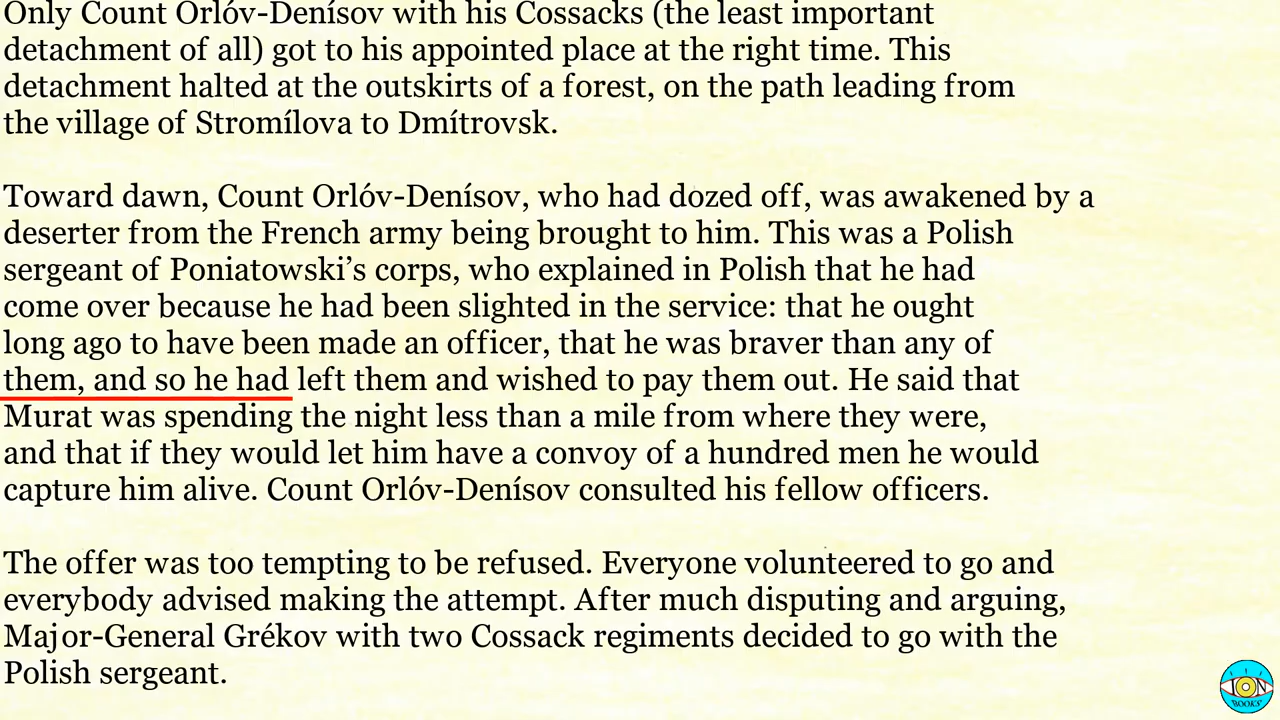 Only Count Orlóv-Denísov with his Cossacks (the least important
detachment of all) got to his appointed place at the right time. This
detachment halted at the outskirts of a forest, on the path leading from
the village of Stromílova to Dmítrovsk.
Toward dawn, Count Orlóv-Denísov, who had dozed off, was awakened by a
deserter from the French army being brought to him. This was a Polish
sergeant of Poniatowski’s corps, who explained in Polish that he had
come over because he had been slighted in the service: that he ought
long ago to have been made an officer, that he was braver than any of
them, and so he had left them and wished to pay them out. He said that
Murat was spending the night less than a mile from where they were,
and that if they would let him have a convoy of a hundred men he would
capture him alive. Count Orlóv-Denísov consulted his fellow officers.
The offer was too tempting to be refused. Everyone volunteered to go and
everybody advised making the attempt. After much disputing and arguing,
Major-General Grékov with two Cossack regiments decided to go with the
Polish sergeant.
ION
BOOKS